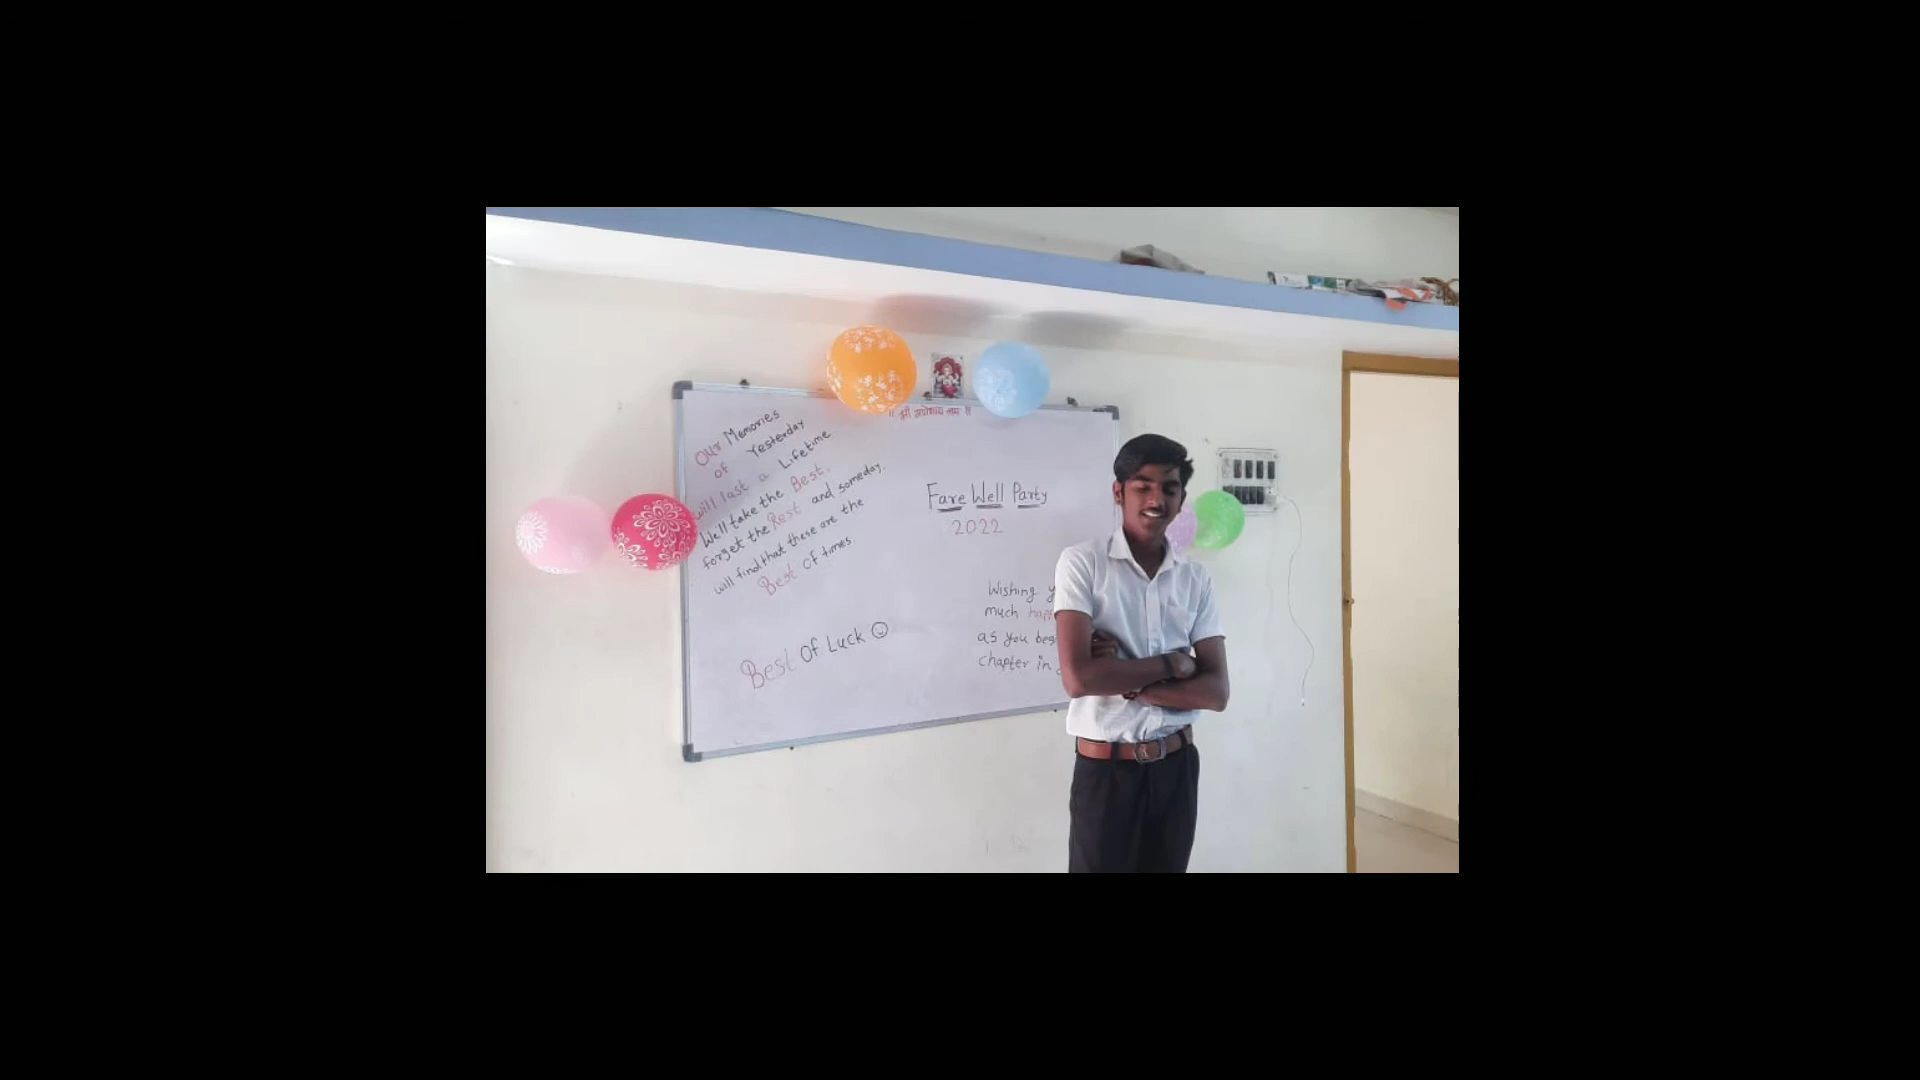 || श्री गणेशाय नमः ||
Our Memories
of Yesterday
will last a Lifetime
We'll take the Best,
forget the Rest and someday,
will find that these are the
Best Of times
Best Of Luck ☺
Fare Well Party
2022
Wishing
much
as you
chapter in